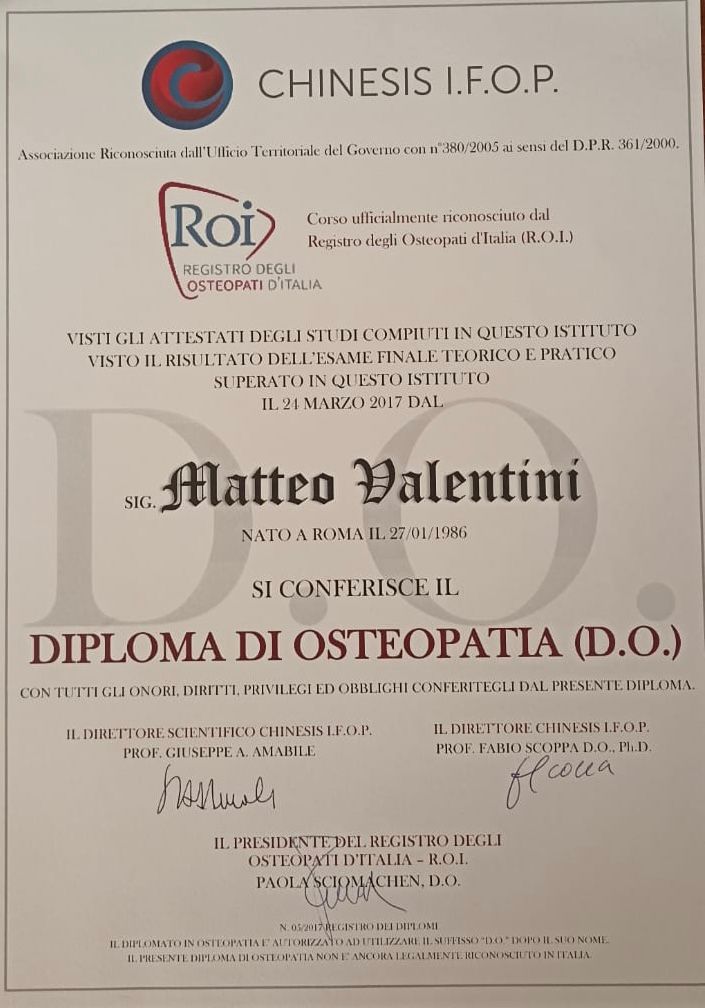 CHINESIS I.F.O.P.
Associazione Riconosciuta dall'Ufficio Territoriale del Governo con n°380/2005 ai sensi del D.P.R. 361/2000.
Roi
REGISTRO DEGLI
OSTEOPATI D'ITALIA
Corso ufficialmente riconosciuto dal
Registro degli Osteopati d'Italia (R.O.I.)
VISTI GLI ATTESTATI DEGLI STUDI COMPIUTI IN QUESTO ISTITUTO
VISTO IL RISULTATO DELL'ESAME FINALE TEORICO E PRATICO
SUPERATO IN QUESTO ISTITUTO
IL 24 MARZO 2017 DAL
D.O.
SIG. Matteo Valentini
NATO A ROMA IL 27/01/1986
SI CONFERISCE IL
DIPLOMA DI OSTEOPATIA (D.O.)
CON TUTTI GLI ONORI, DIRITTI, PRIVILEGI ED OBBLIGHI CONFERITEGLI DAL PRESENTE DIPLOMA.
IL DIRETTORE SCIENTIFICO CHINESIS I.F.O.P.
PROF. GIUSEPPE A. AMABILE
IL DIRETTORE CHINESIS I.F.O.P.
PROF. FABIO SCOPPA D.O., Ph.D.
IL PRESIDENTE DEL REGISTRO DEGLI
OSTEOPATI D'ITALIA – R.O.I.
PAOLA SCIOMACHEN, D.O.
N. 05/2017 REGISTRO DEI DIPLOMI
IL DIPLOMATO IN OSTEOPATIA E' AUTORIZZATO AD UTILIZZARE IL SUFFISSO "D.O." DOPO IL SUO NOME.
IL PRESENTE DIPLOMA DI OSTEOPATIA NON E' ANCORA LEGALMENTE RICONOSCIUTO IN ITALIA.